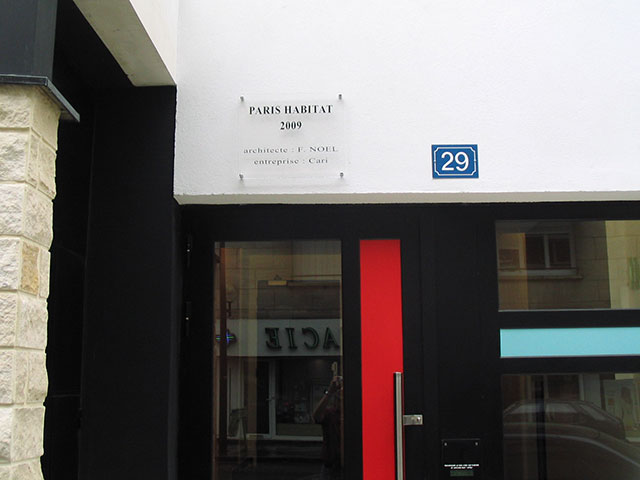 PARIS HABITAT
2009
architecte : F. NOEL
entreprise : Cari
29
ACIE